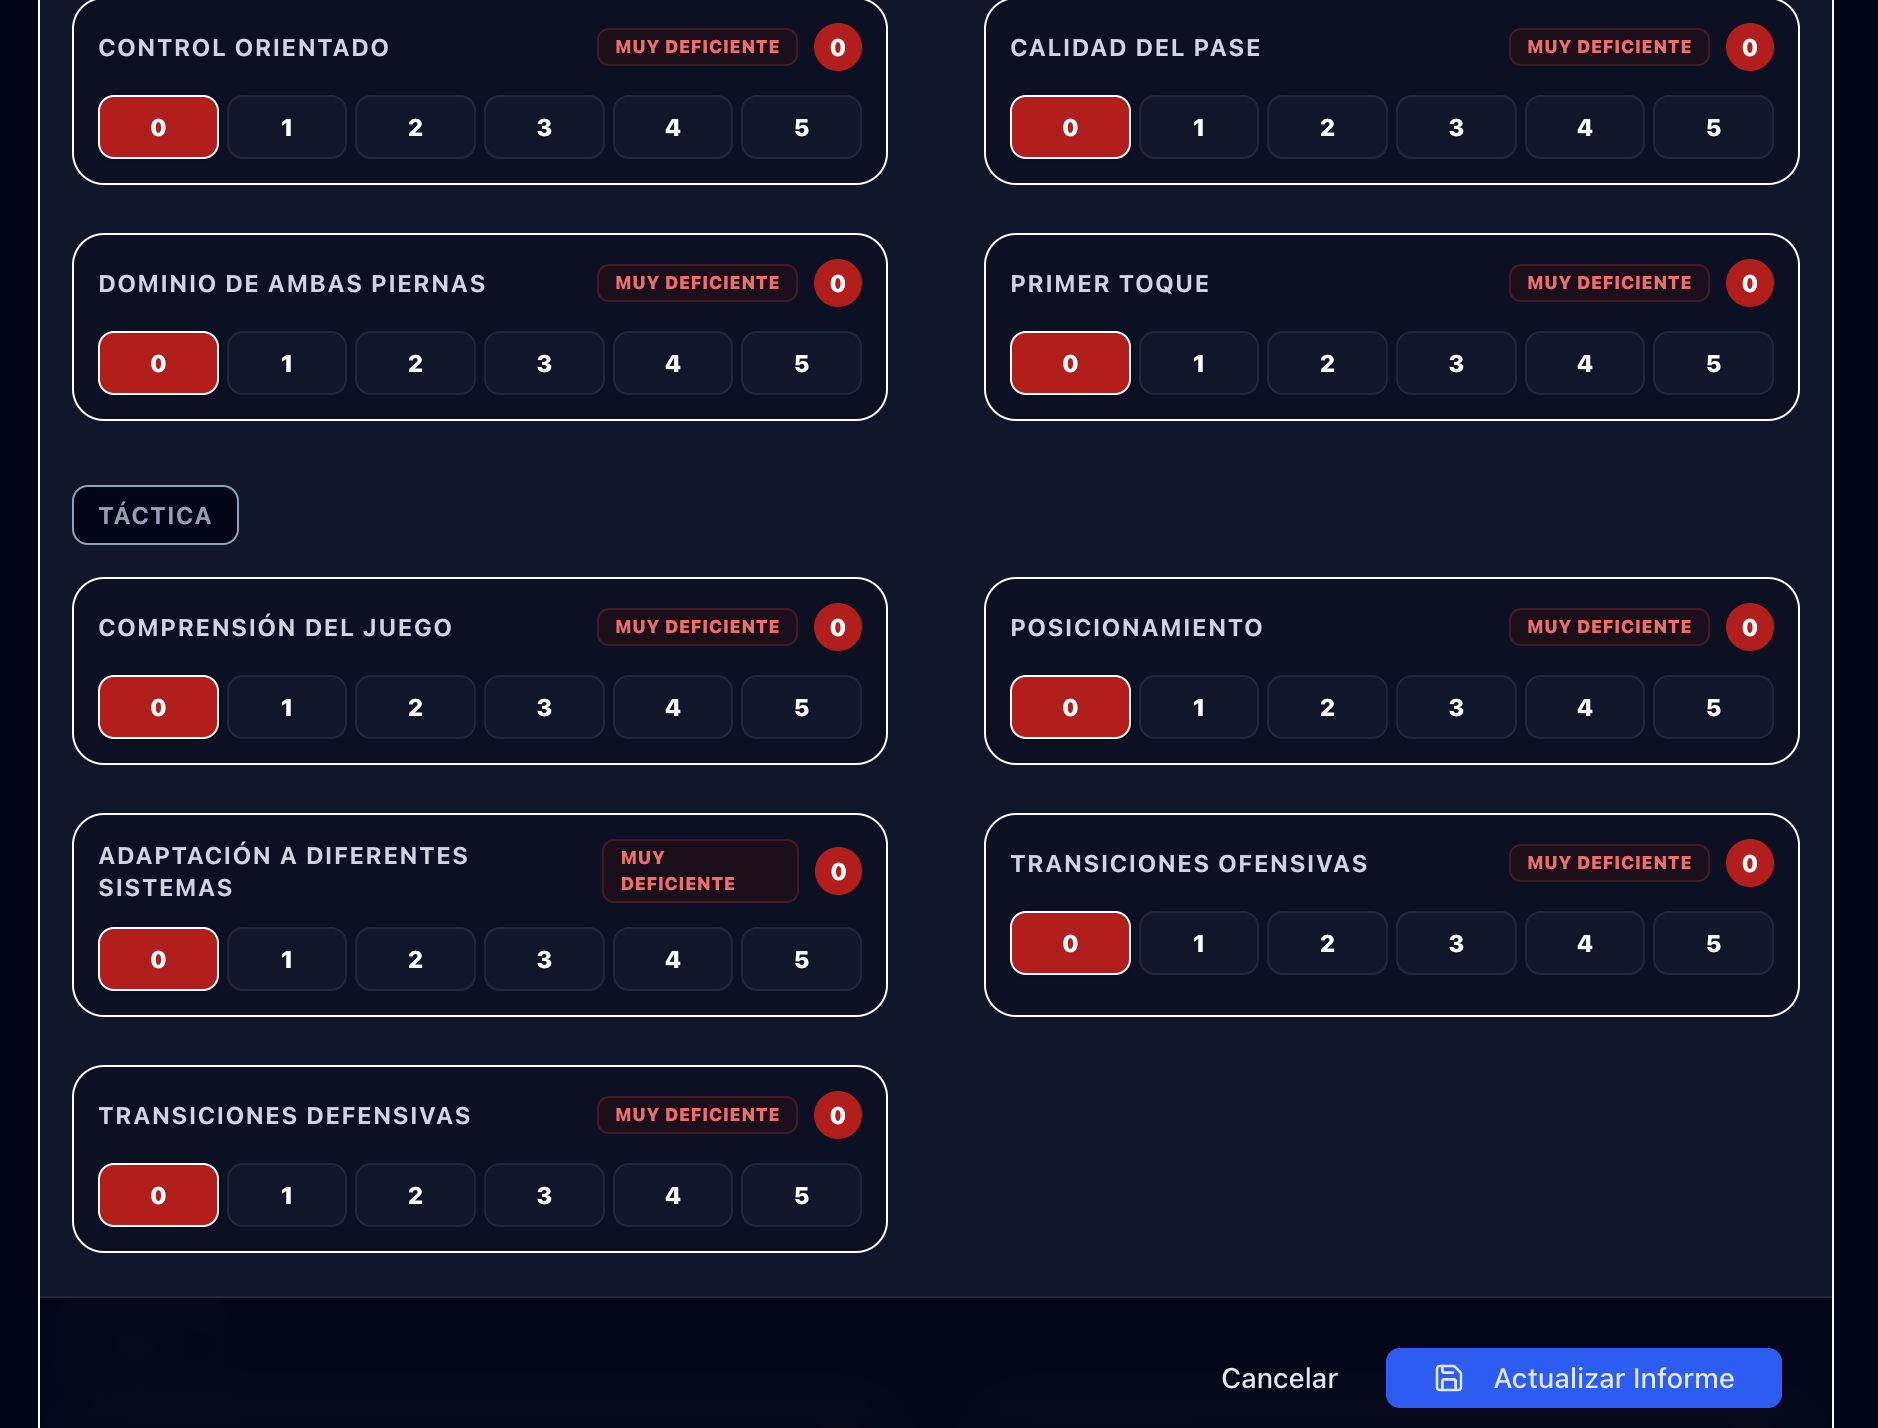 CONTROL ORIENTADO MUY DEFICIENTE 0
0 1 2 3 4 5
CALIDAD DEL PASE MUY DEFICIENTE 0
0 1 2 3 4 5
DOMINIO DE AMBAS PIERNAS MUY DEFICIENTE 0
0 1 2 3 4 5
PRIMER TOQUE MUY DEFICIENTE 0
0 1 2 3 4 5
TÁCTICA
COMPRENSIÓN DEL JUEGO MUY DEFICIENTE 0
0 1 2 3 4 5
POSICIONAMIENTO MUY DEFICIENTE 0
0 1 2 3 4 5
ADAPTACIÓN A DIFERENTES
SISTEMAS
MUY
DEFICIENTE
0
0 1 2 3 4 5
TRANSICIONES OFENSIVAS MUY DEFICIENTE 0
0 1 2 3 4 5
TRANSICIONES DEFENSIVAS MUY DEFICIENTE 0
0 1 2 3 4 5
Cancelar Actualizar Informe